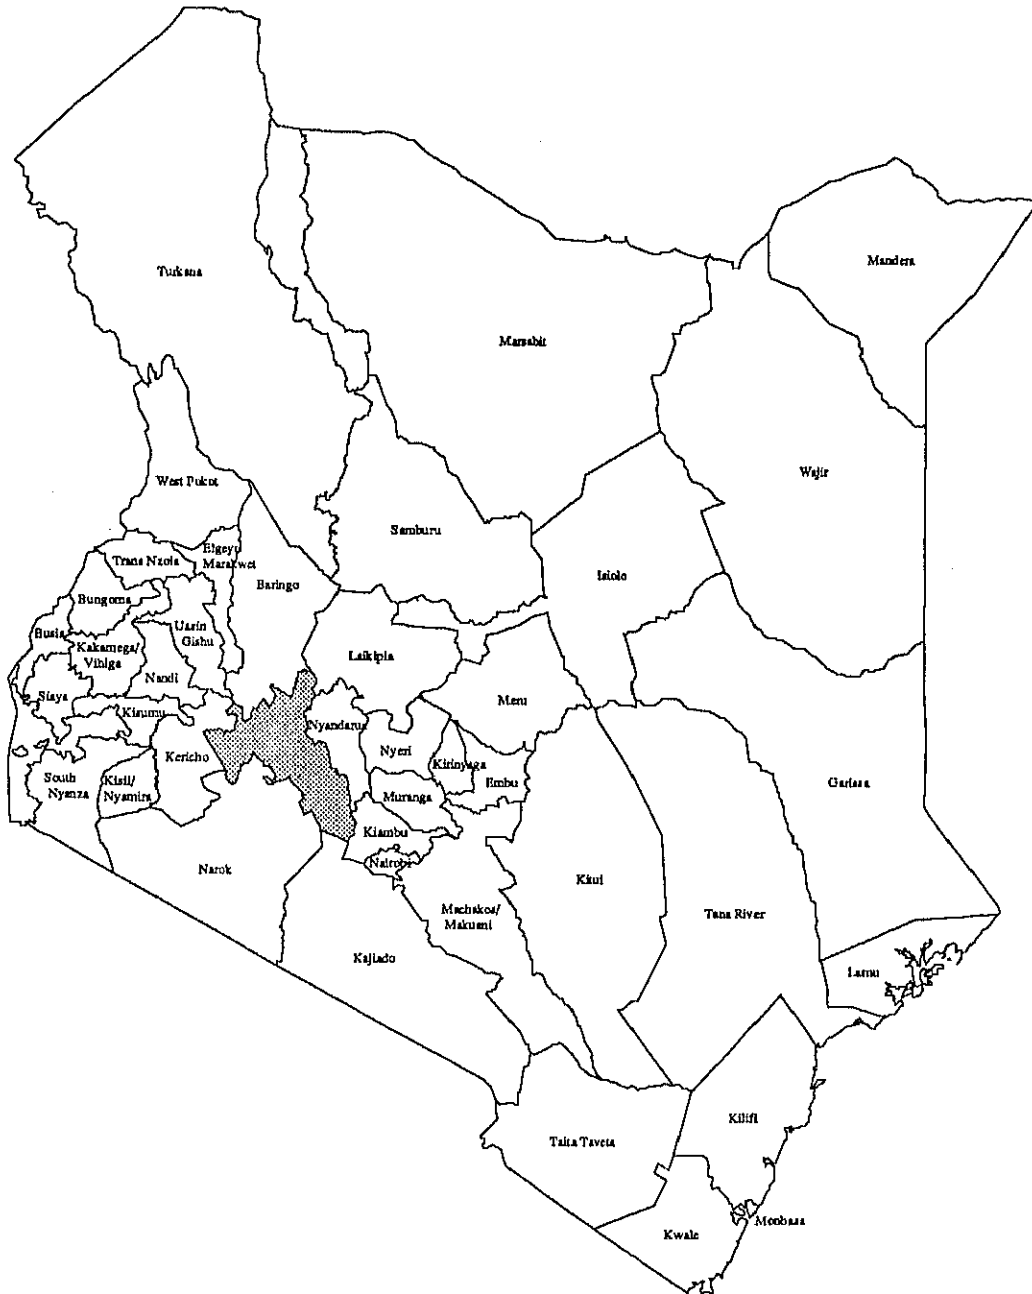 Turkana
Mandera
Marsabit
Wajir
West Pokot
Samburu
Trans Nzoia
Elgeyo
Marakwet
Baringo
Isiolo
Bungoma
Busia
Uasin
Gishu
Kakamega/
Vihiga
Laikipia
Nandi
Siaya
Meru
Kisumu
Nyandarua
Nyeri
Kericho
Kirinyaga
South
Nyanza
Kisii/
Nyamira
Embu
Garissa
Muranga
Kiambu
Nairobi
Narok
Kitui
Machakos/
Makueni
Tana River
Kajiado
Lamu
Kilifi
Taita Taveta
Mombasa
Kwale